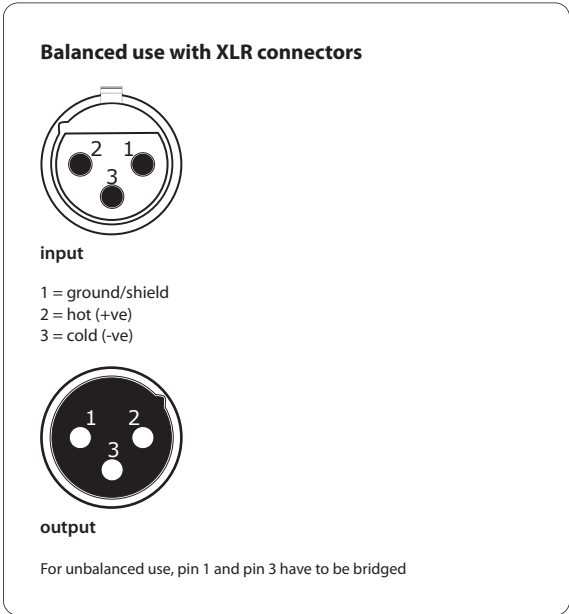 Balanced use with XLR connectors
2 1
3
input
1 = ground/shield
2 = hot (+ve)
3 = cold (-ve)
1 2
3
output
For unbalanced use, pin 1 and pin 3 have to be bridged